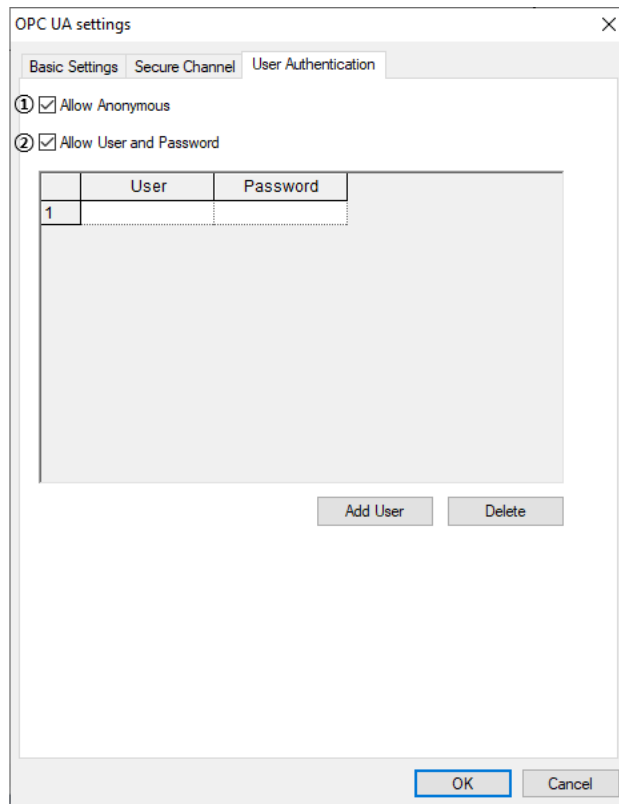 OPC UA settings
Basic Settings Secure Channel User Authentication
① Allow Anonymous
② Allow User and Password
User Password
1
Add User Delete
OK Cancel